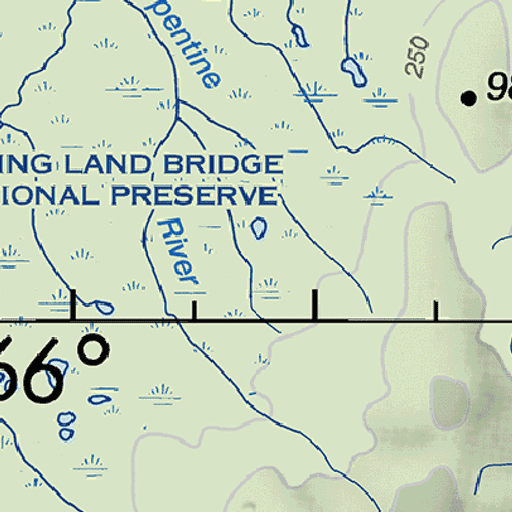 pentine
250
98
ING LAND BRIDGE
IONAL PRESERVE
River
66°